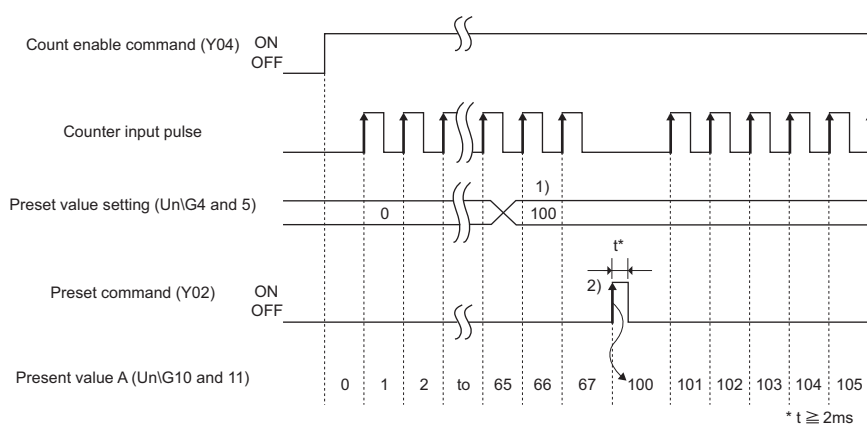 Count enable command (Y04) ON
OFF
Counter input pulse
Preset value setting (Un\G4 and 5) 0 1) 100
t*
Preset command (Y02) ON
OFF
2)
Present value A (Un\G10 and 11) 0 1 2 to 65 66 67 100 101 102 103 104 105
* t ≧ 2ms